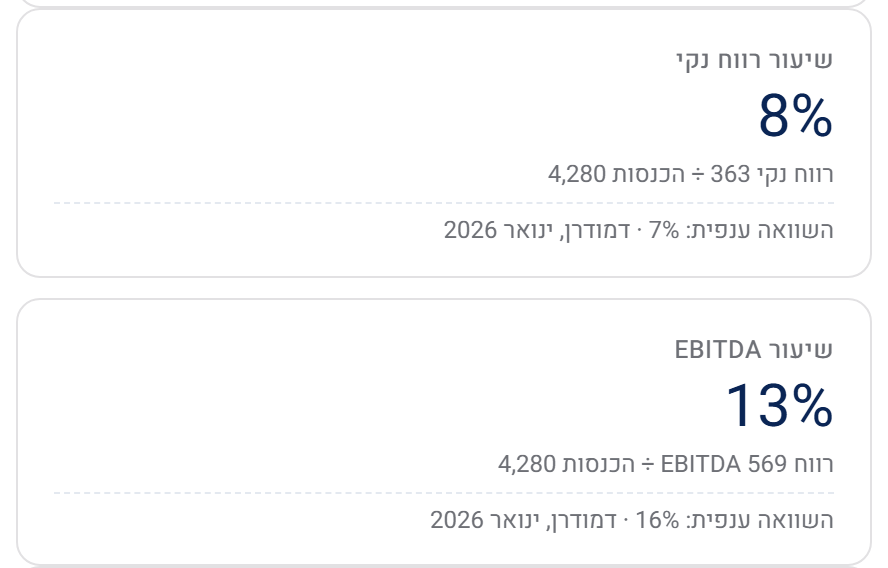 שיעור רווח נקי
8%
רווח נקי 363 ÷ הכנסות 4,280
השוואה ענפית: 7% · דמודרן, ינואר 2026
שיעור EBITDA
13%
רווח EBITDA 569 ÷ הכנסות 4,280
השוואה ענפית: 16% · דמודרן, ינואר 2026